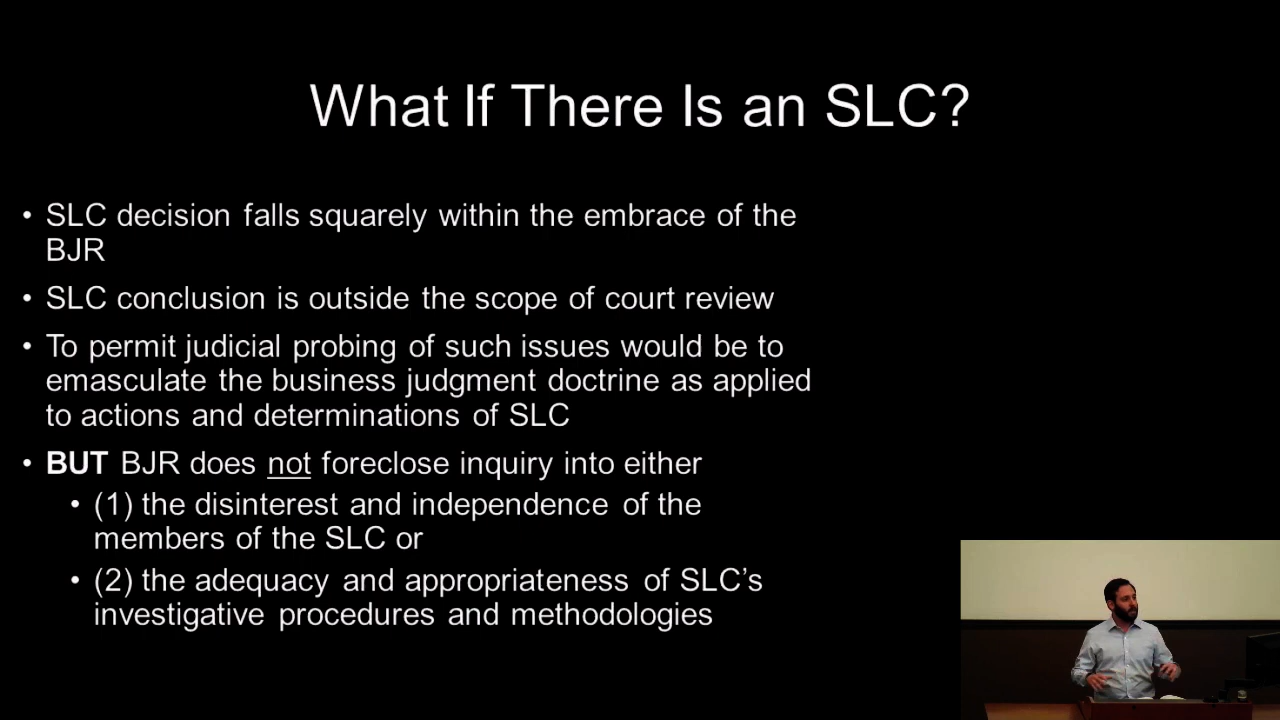 What If There Is an SLC?
• SLC decision falls squarely within the embrace of the
BJR
• SLC conclusion is outside the scope of court review
• To permit judicial probing of such issues would be to
emasculate the business judgment doctrine as applied
to actions and determinations of SLC
• BUT BJR does not foreclose inquiry into either
• (1) the disinterest and independence of the
members of the SLC or
• (2) the adequacy and appropriateness of SLC’s
investigative procedures and methodologies